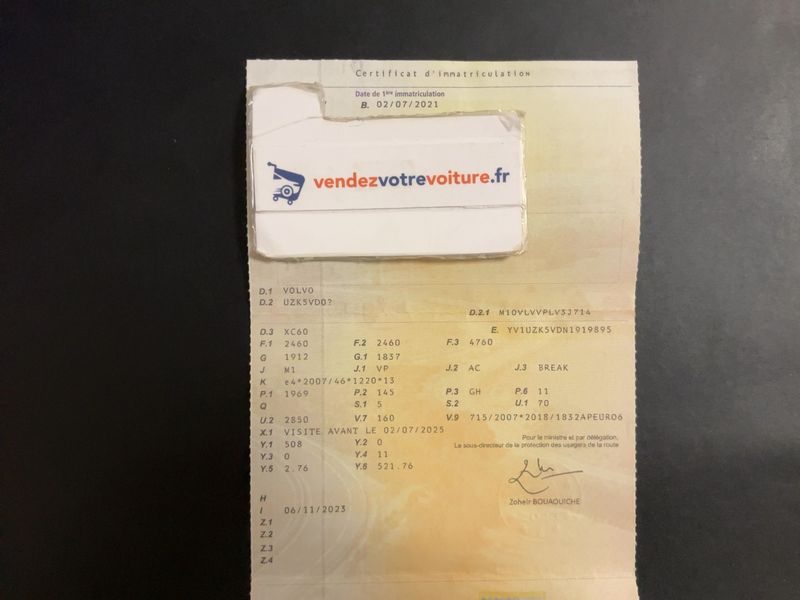 Certificat d'immatriculation
Date de 1ère immatriculation
B. 02/07/2021
vendezvotrevoiture.fr
D.1 VOLVO
D.2 UZK5VD0?
D.2.1 M10VLVVPLV3J714
D.3 XC60
E. YV1UZK5VDN1919895
F.1 2460 F.2 2460 F.3 4760
G 1912 G.1 1837
J M1 J.1 VP J.2 AC J.3 BREAK
K e4*2007/46*1220*13
P.1 1969 P.2 145 P.3 GH P.6 11
Q S.1 5 S.2 U.1 70
U.2 2850 V.7 160 V.9 715/2007*2018/1832APEURO6
X.1 VISITE AVANT LE 02/07/2025
Y.1 508 Y.2 0
Y.3 0 Y.4 11
Y.5 2.76 Y.6 521.76
Pour le ministre et par délégation,
Le sous-directeur de la protection des usagers de la route
Zoheir BOUAOUICHE
H
I 06/11/2023
Z.1
Z.2
Z.3
Z.4